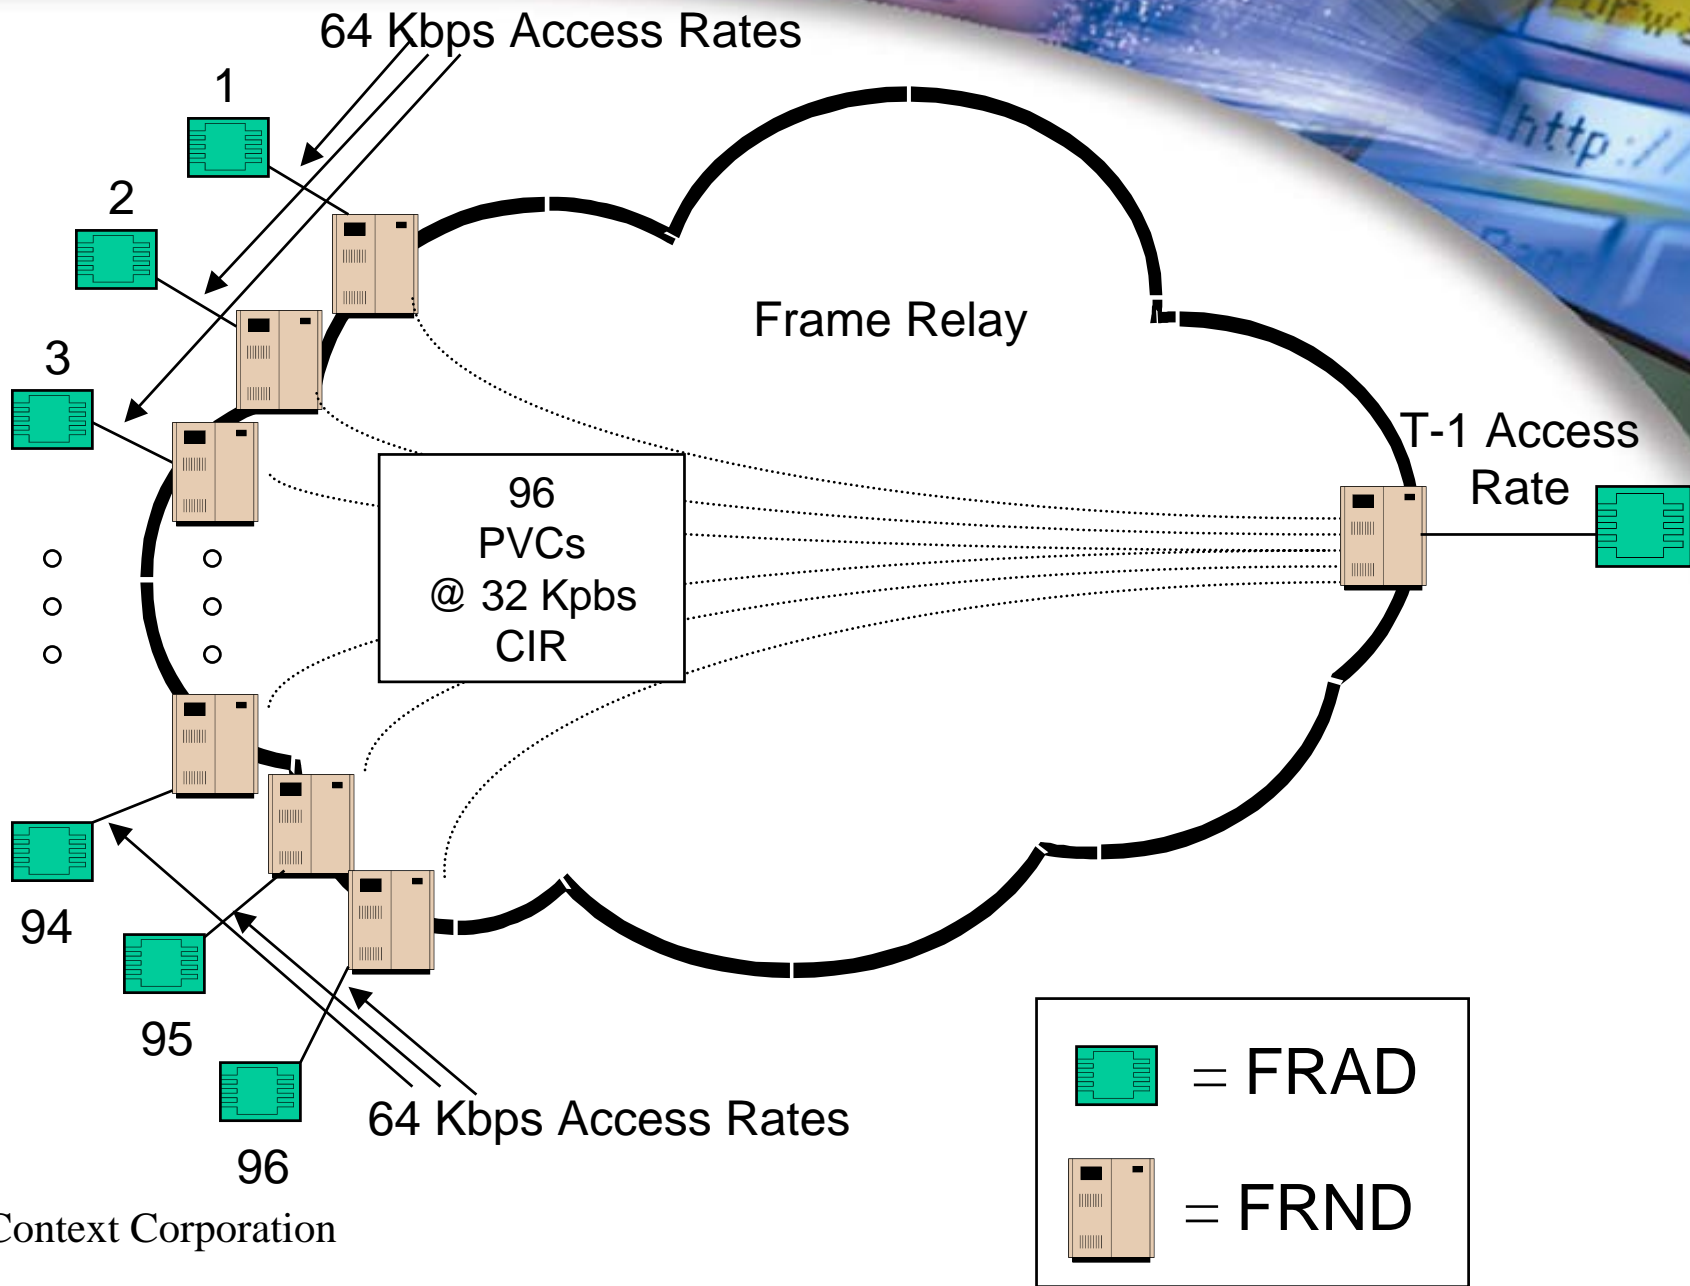 64 Kbps Access Rates
1
2
3
Frame Relay
http://
T-1 Access
Rate
96
PVCs
@ 32 Kpbs
CIR
94
95
96
64 Kbps Access Rates
= FRAD
= FRND
Context Corporation